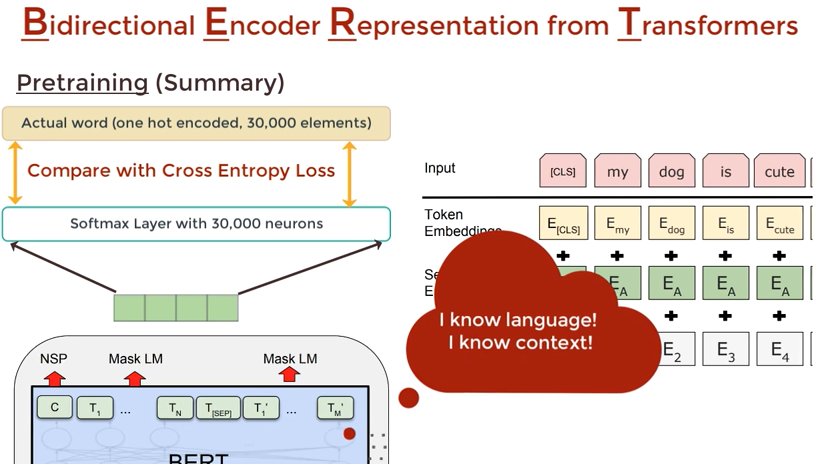 Bidirectional Encoder Representation from Transformers
Pretraining (Summary)
Actual word (one hot encoded, 30,000 elements)
Compare with Cross Entropy Loss
Softmax Layer with 30,000 neurons
NSP Mask LM Mask LM
C T1 ... TN T[SEP] T1' ... TM'
BERT
Input [CLS] my dog is cute
Token
Embeddings E[CLS] Emy Edog Eis Ecute
EA EA EA EA
E2 E3 E4
I know language!
I know context!